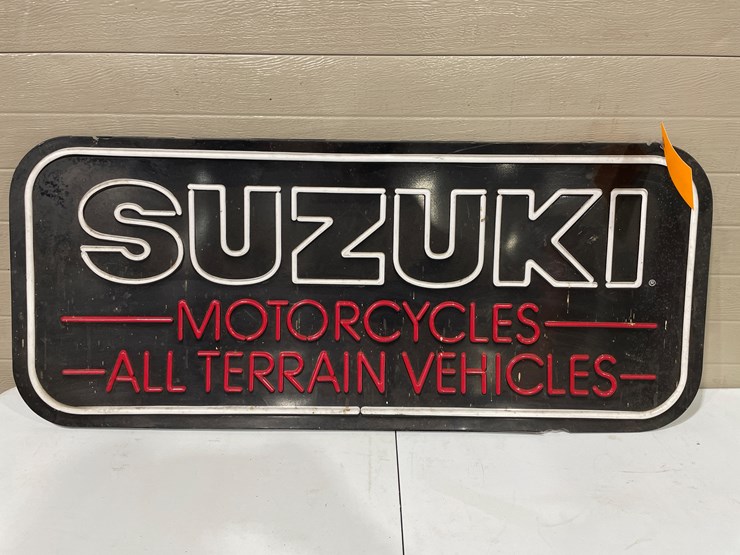 SUZUKI®
MOTORCYCLES
ALL TERRAIN VEHICLES